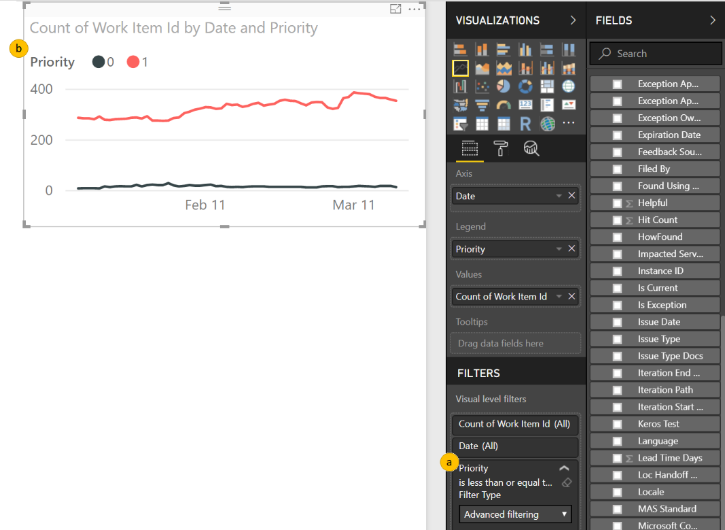 Count of Work Item Id by Date and Priority
b
Priority 0 1
400
200
0
Feb 11 Mar 11
VISUALIZATIONS
123
R
Axis
Date
Legend
Priority
Values
Count of Work Item Id
Tooltips
Drag data fields here
FILTERS
Visual level filters
Count of Work Item Id (All)
Date (All)
a
Priority
is less than or equal t...
Filter Type
Advanced filtering
FIELDS
Search
Exception Ap...
Exception Ap...
Exception Ow...
Expiration Date
Feedback Sou...
Filed By
Found Using ...
Σ Helpful
Σ Hit Count
HowFound
Impacted Serv...
Instance ID
Is Current
Is Exception
Issue Date
Issue Type
Issue Type Docs
Iteration End ...
Iteration Path
Iteration Start ...
Keros Test
Language
Σ Lead Time Days
Loc Handoff ...
Locale
MAS Standard
Microsoft Co...